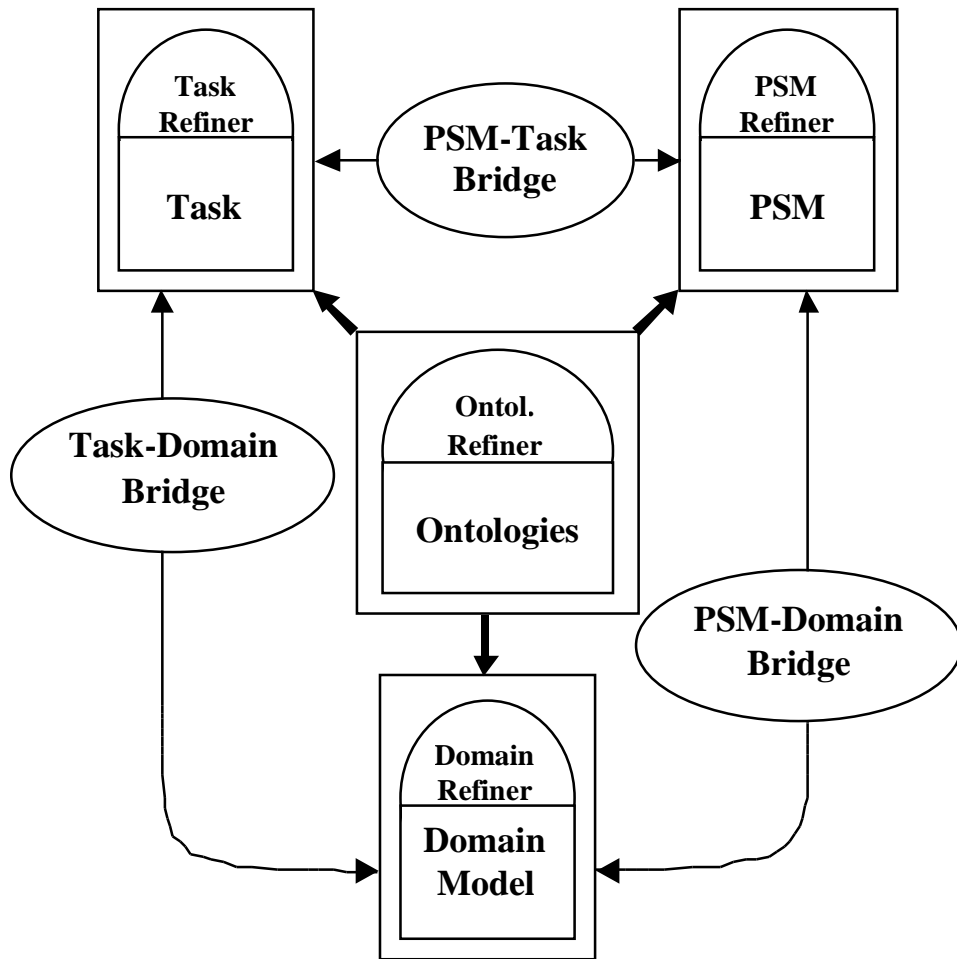 Task
Refiner
Task
PSM-Task
Bridge
PSM
Refiner
PSM
Ontol.
Refiner
Ontologies
Task-Domain
Bridge
PSM-Domain
Bridge
Domain
Refiner
Domain
Model